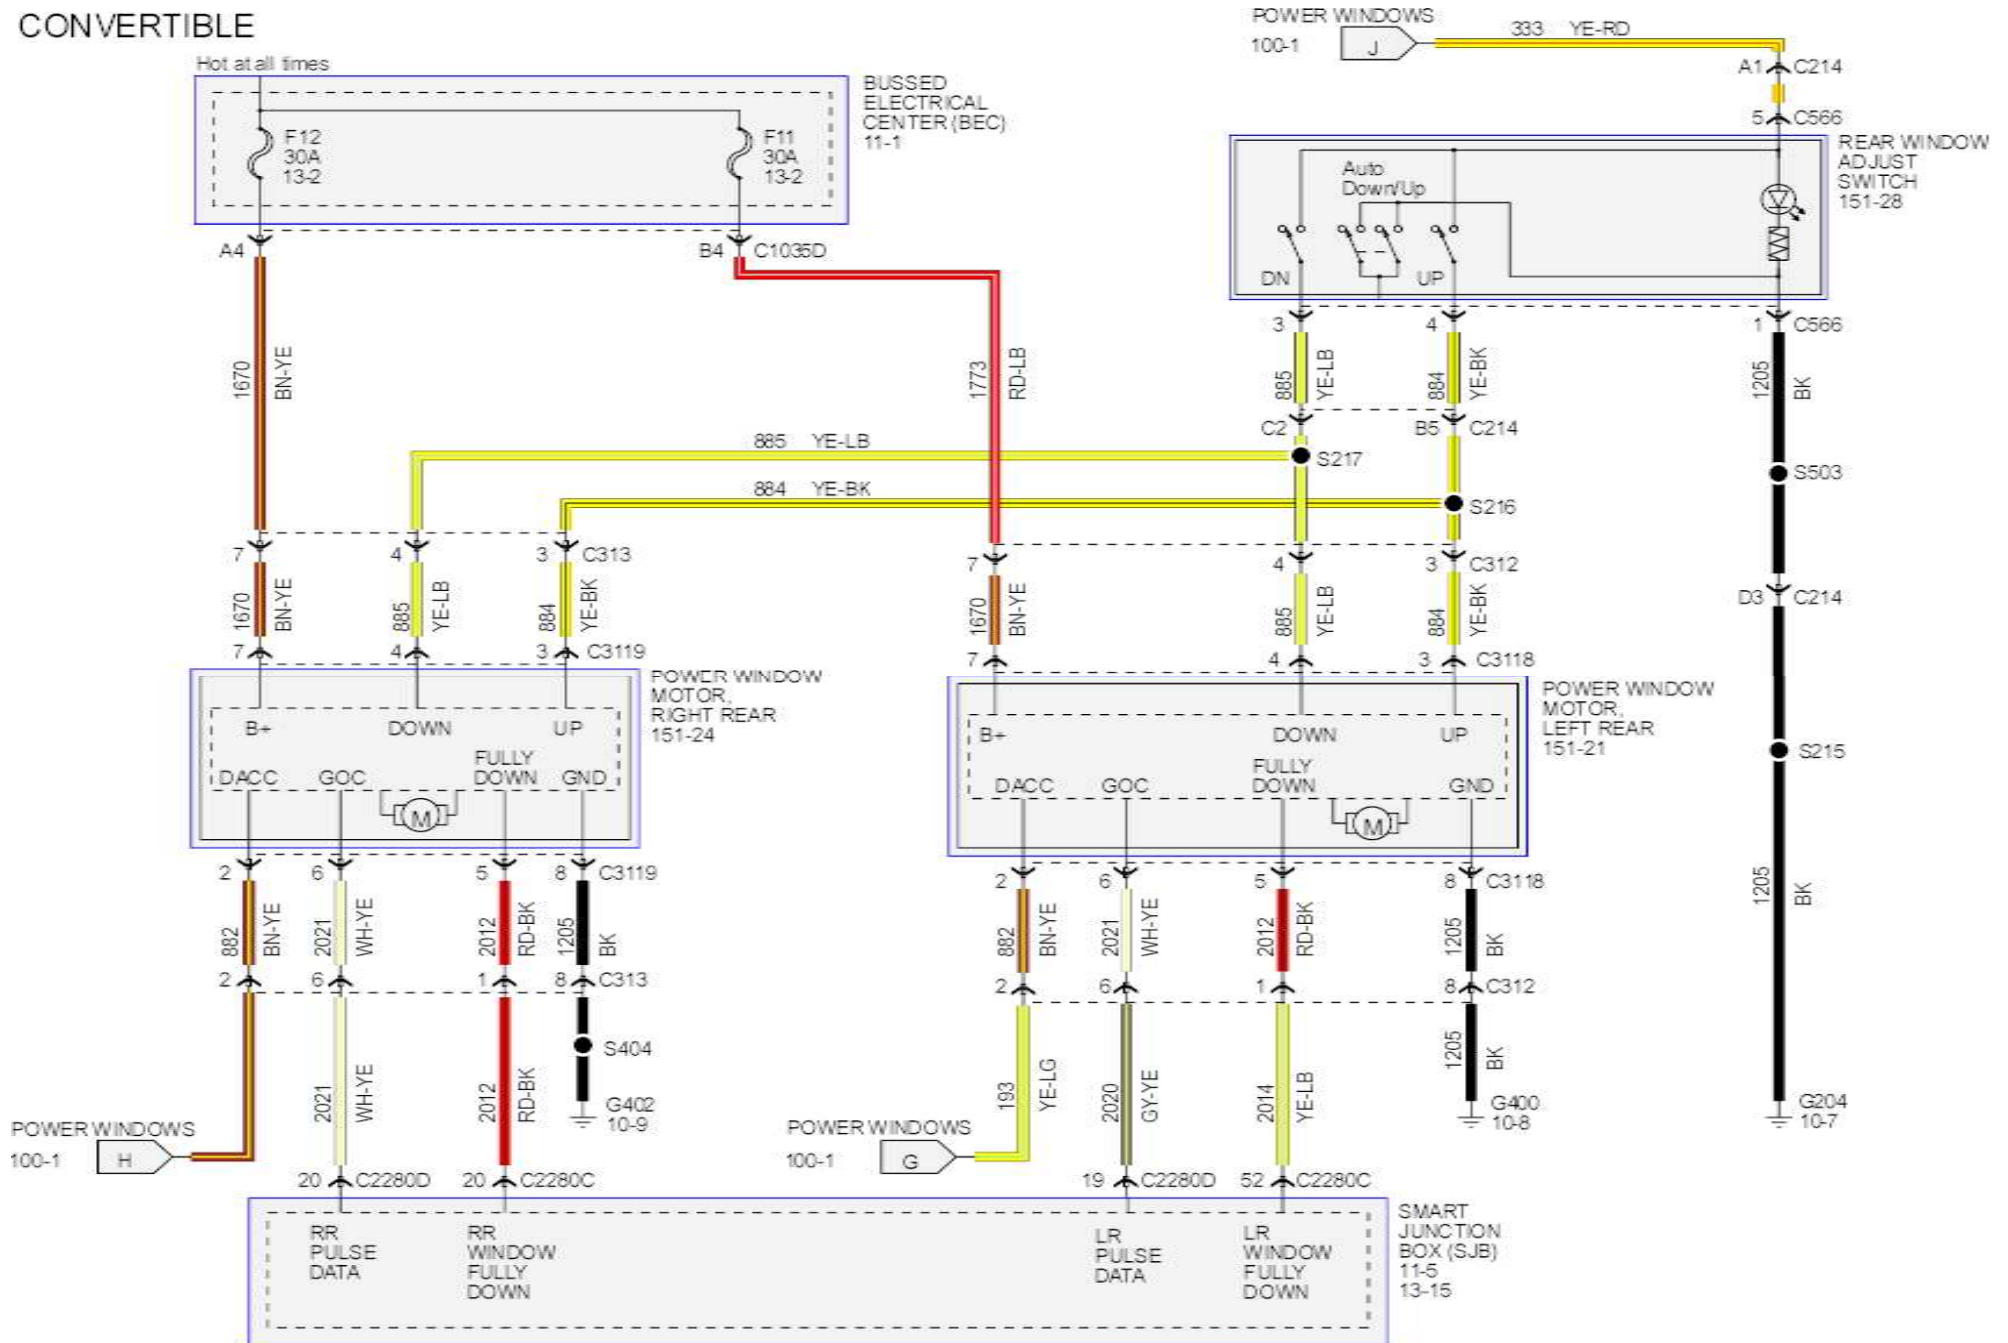 CONVERTIBLE
Hot at all times
BUSSED
ELECTRICAL
CENTER (BEC)
11-1
F12
30A
13-2
F11
30A
13-2
A4
B4
C1035D
POWER WINDOWS
100-1
J
333 YE-RD
A1
C214
5
C566
REAR WINDOW
ADJUST
SWITCH
151-28
Auto
Down/Up
DN
UP
3
4
1
C566
1670
BN-YE
1773
RD-LB
885
YE-LB
884
YE-BK
1205
BK
C2
B5
C214
885 YE-LB
S217
S503
884 YE-BK
S216
7
4
3
C313
7
4
3
C312
1670
BN-YE
885
YE-LB
884
YE-BK
1670
BN-YE
885
YE-LB
884
YE-BK
D3
C214
7
4
3
C3119
7
4
3
C3118
POWER WINDOW
MOTOR,
RIGHT REAR
151-24
B+
DOWN
UP
DACC
GOC
FULLY
DOWN
GND
M
POWER WINDOW
MOTOR,
LEFT REAR
151-21
B+
DOWN
UP
DACC
GOC
FULLY
DOWN
GND
M
S215
2
6
5
8
C3119
2
6
5
8
C3118
882
BN-YE
2021
WH-YE
2012
RD-BK
1205
BK
882
BN-YE
2021
WH-YE
2012
RD-BK
1205
BK
1205
BK
2
6
1
8
C313
2
6
1
8
C312
S404
2021
WH-YE
2012
RD-BK
G402
10-9
193
YE-LG
2020
GY-YE
2014
YE-LB
1205
BK
G400
10-8
G204
10-7
POWER WINDOWS
100-1
H
POWER WINDOWS
100-1
G
20
C2280D
20
C2280C
19
C2280D
52
C2280C
RR
PULSE
DATA
RR
WINDOW
FULLY
DOWN
LR
PULSE
DATA
LR
WINDOW
FULLY
DOWN
SMART
JUNCTION
BOX (SJB)
11-5
13-15